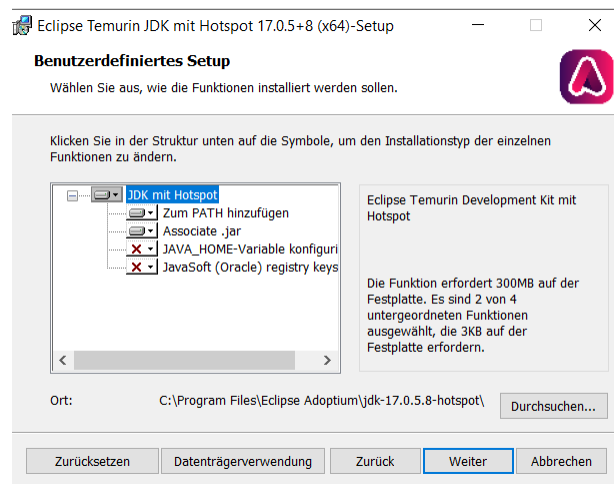 Eclipse Temurin JDK mit Hotspot 17.0.5+8 (x64)-Setup
Benutzerdefiniertes Setup
Wählen Sie aus, wie die Funktionen installiert werden sollen.
Klicken Sie in der Struktur unten auf die Symbole, um den Installationstyp der einzelnen
Funktionen zu ändern.
JDK mit Hotspot
Zum PATH hinzufügen
Associate .jar
JAVA_HOME-Variable konfiguri
JavaSoft (Oracle) registry keys
Eclipse Temurin Development Kit mit
Hotspot
Die Funktion erfordert 300MB auf der
Festplatte. Es sind 2 von 4
untergeordneten Funktionen
ausgewählt, die 3KB auf der
Festplatte erfordern.
Ort: C:\Program Files\Eclipse Adoptium\jdk-17.0.5.8-hotspot\
Durchsuchen...
Zurücksetzen Datenträgerverwendung Zurück Weiter Abbrechen